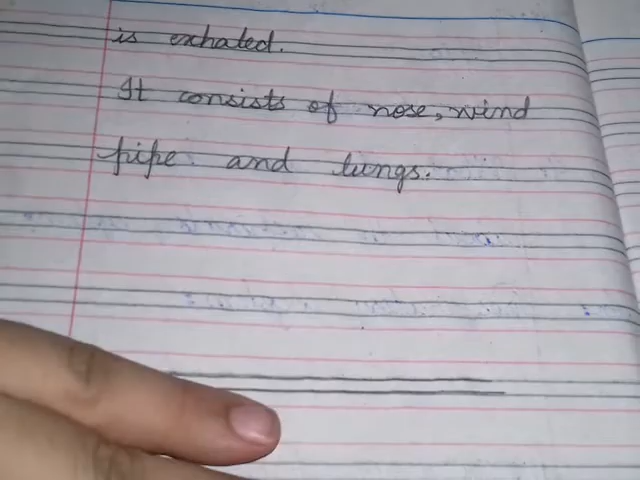 is exhaled.
It consists of nose, wind
pipe and lungs.